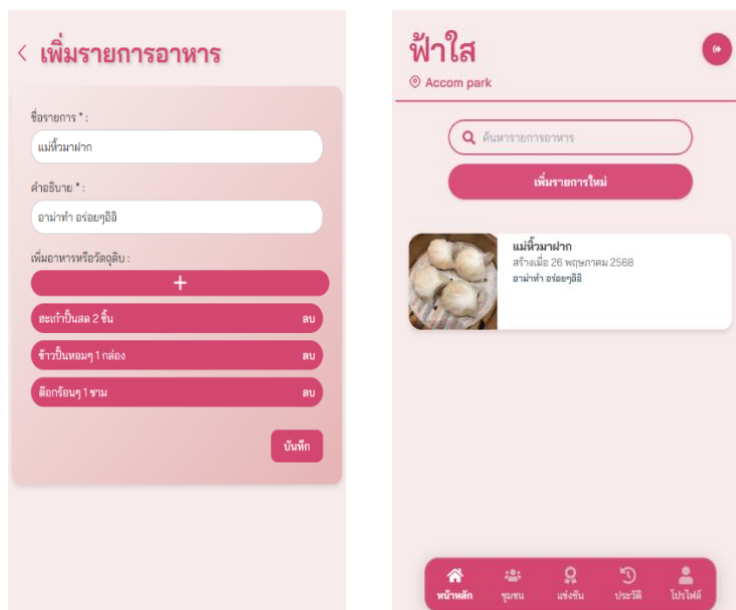 เพิ่มรายการอาหาร
ชื่อรายการ * :
แม่หิ้วมาฝาก
คำอธิบาย * :
อาม่าทำ อร่อยๆอิอิ
เพิ่มอาหารหรือวัตถุดิบ :
+
ฮะเก๋าปั้นสด 2 ชิ้น
ลบ
ข้าวปั้นหอมๆ 1 กล่อง
ลบ
ต๊อกร้อนๆ 1 ชาม
ลบ
บันทึก
ฟ้าใส
Accom park
ค้นหารายการอาหาร
เพิ่มรายการใหม่
แม่หิ้วมาฝาก
สร้างเมื่อ 26 พฤษภาคม 2568
อาม่าทำ อร่อยๆอิอิ
หน้าหลัก
ชุมชน
แข่งขัน
ประวัติ
โปรไฟล์